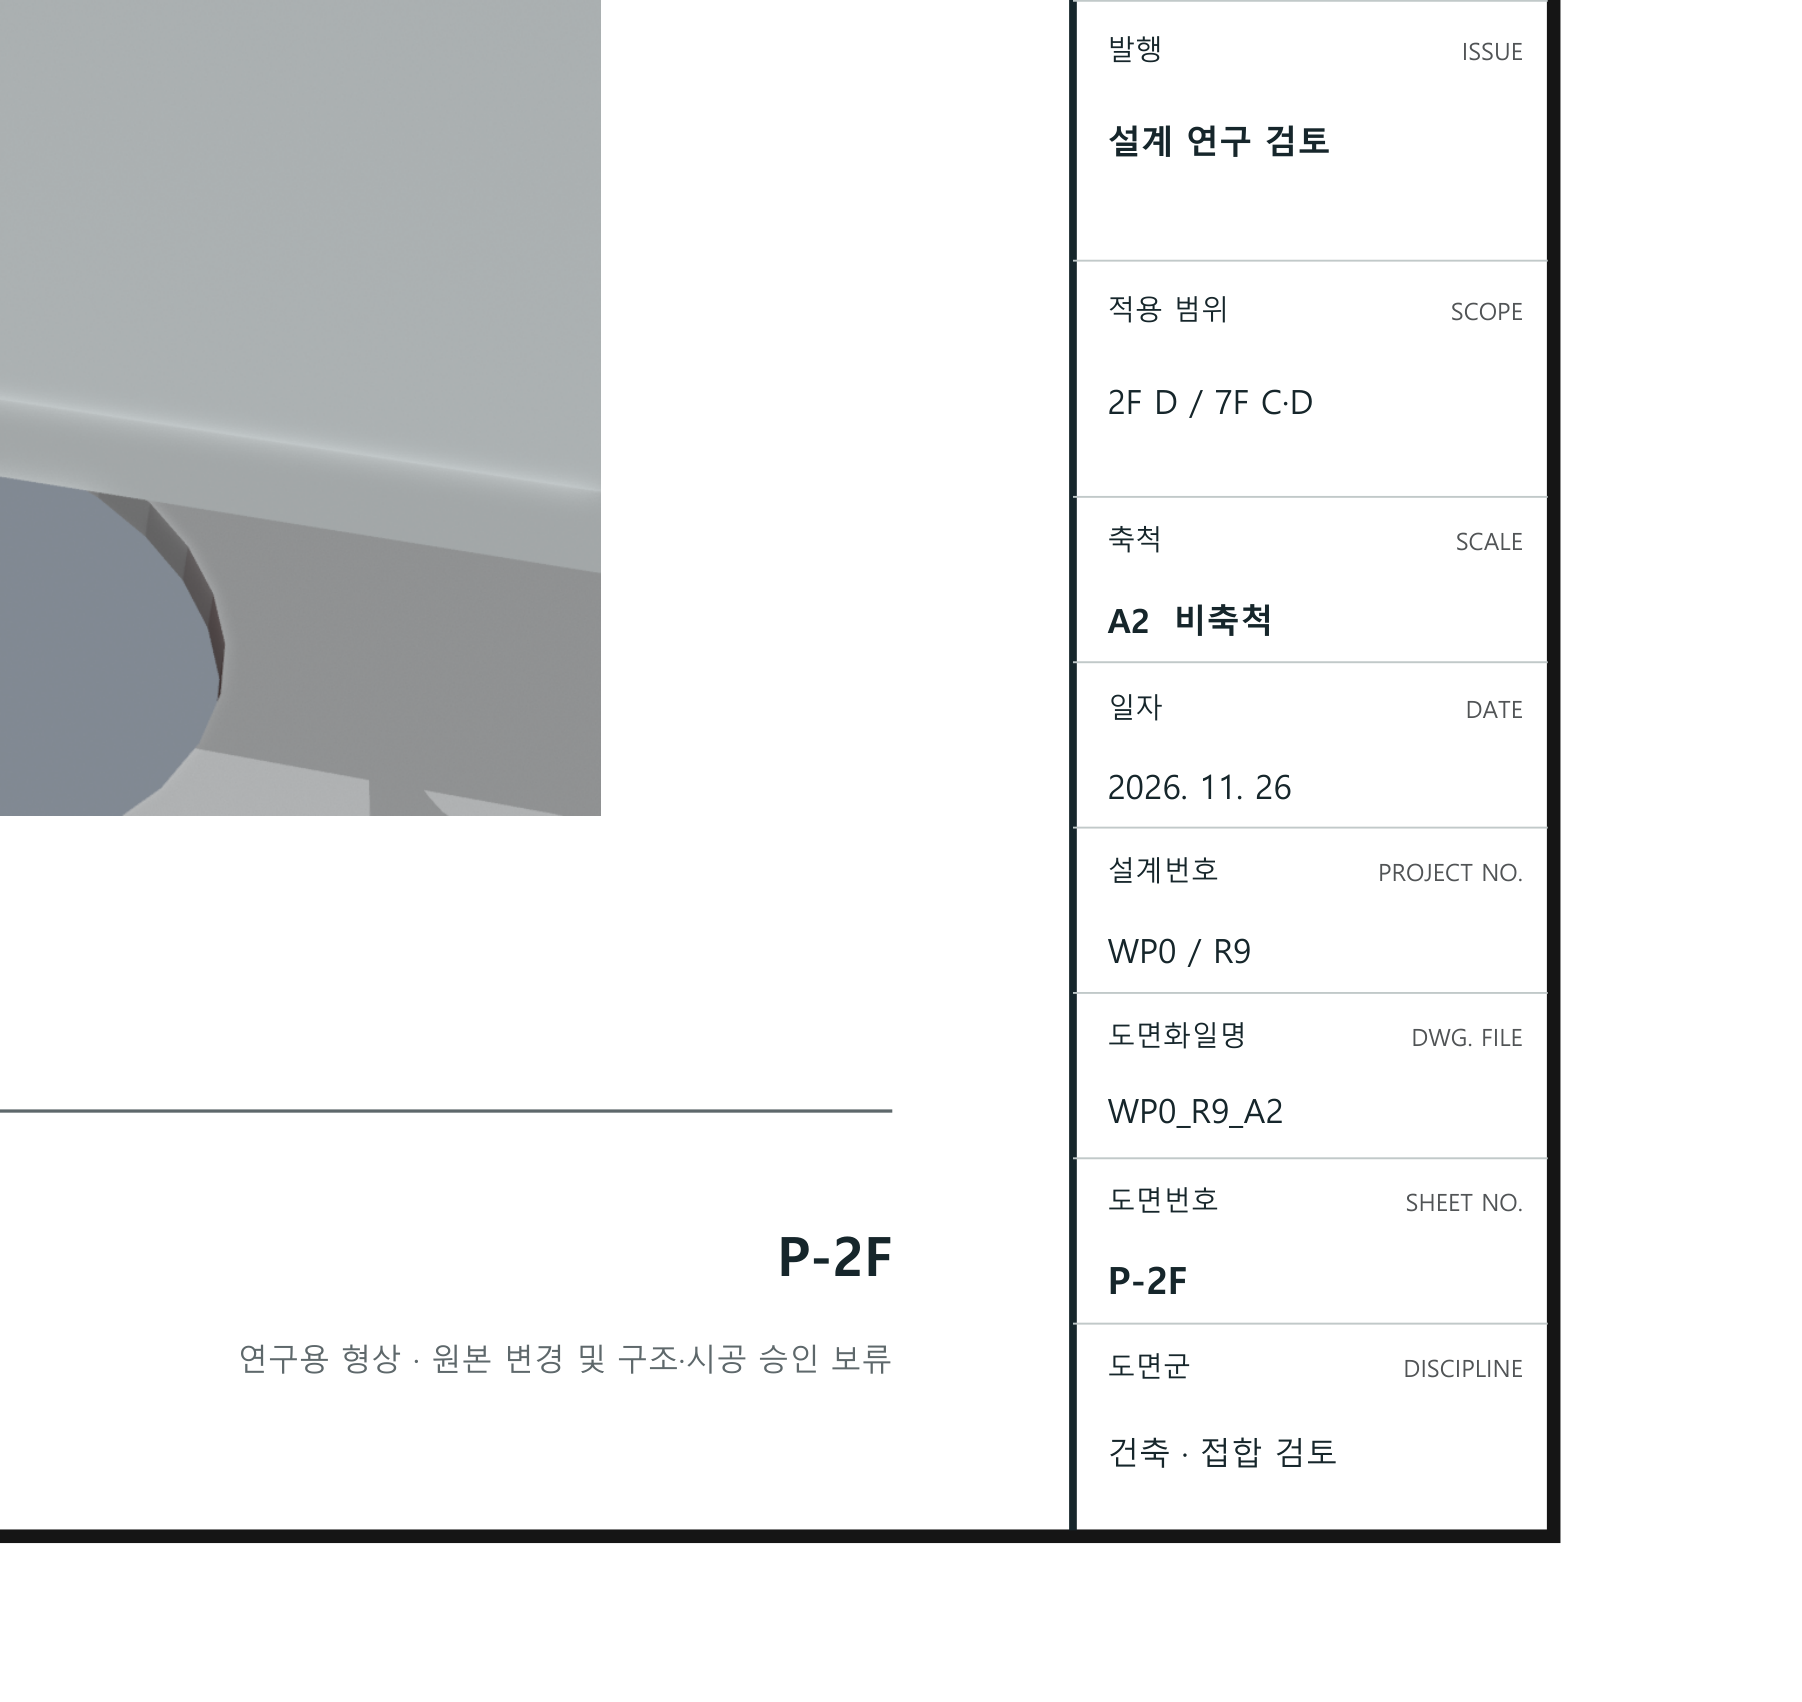 발행 ISSUE
설계 연구 검토
적용 범위 SCOPE
2F D / 7F C·D
축척 SCALE
A2 비축척
일자 DATE
2026. 11. 26
설계번호 PROJECT NO.
WP0 / R9
도면화일명 DWG. FILE
WP0_R9_A2
도면번호 SHEET NO.
P-2F
도면군 DISCIPLINE
건축 · 접합 검토
P-2F
연구용 형상 · 원본 변경 및 구조·시공 승인 보류